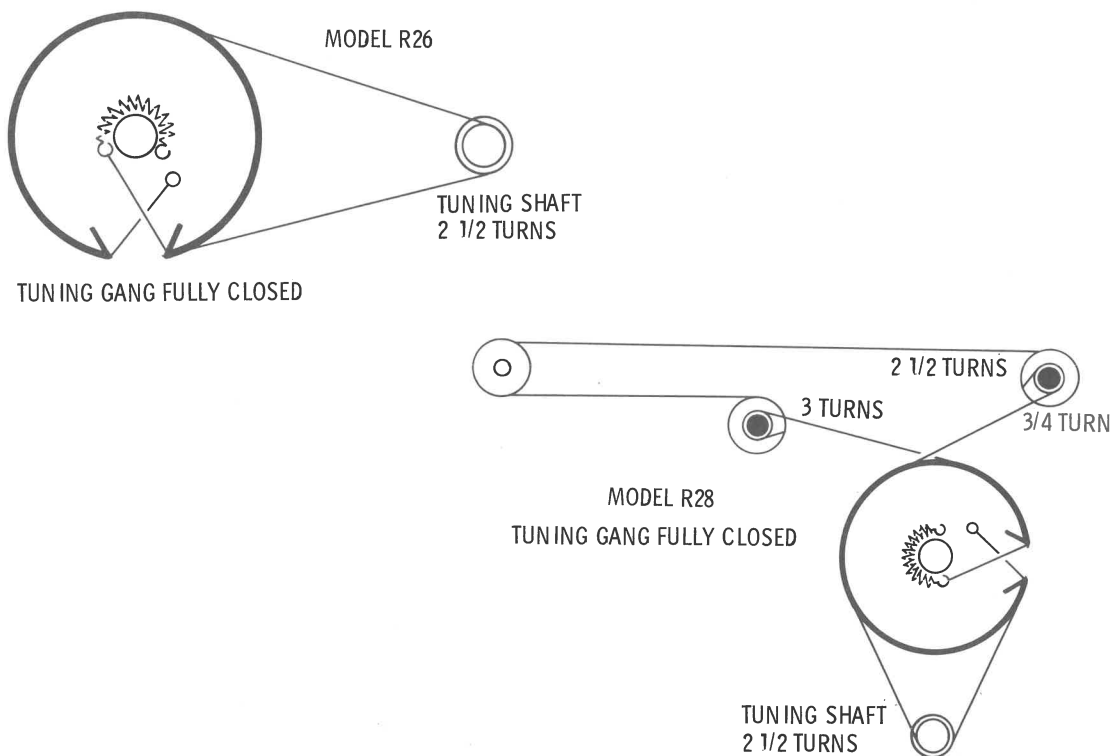 MODEL R26
TUNING SHAFT
2 1/2 TURNS
TUNING GANG FULLY CLOSED
2 1/2 TURNS
3 TURNS
3/4 TURN
MODEL R28
TUNING GANG FULLY CLOSED
TUNING SHAFT
2 1/2 TURNS